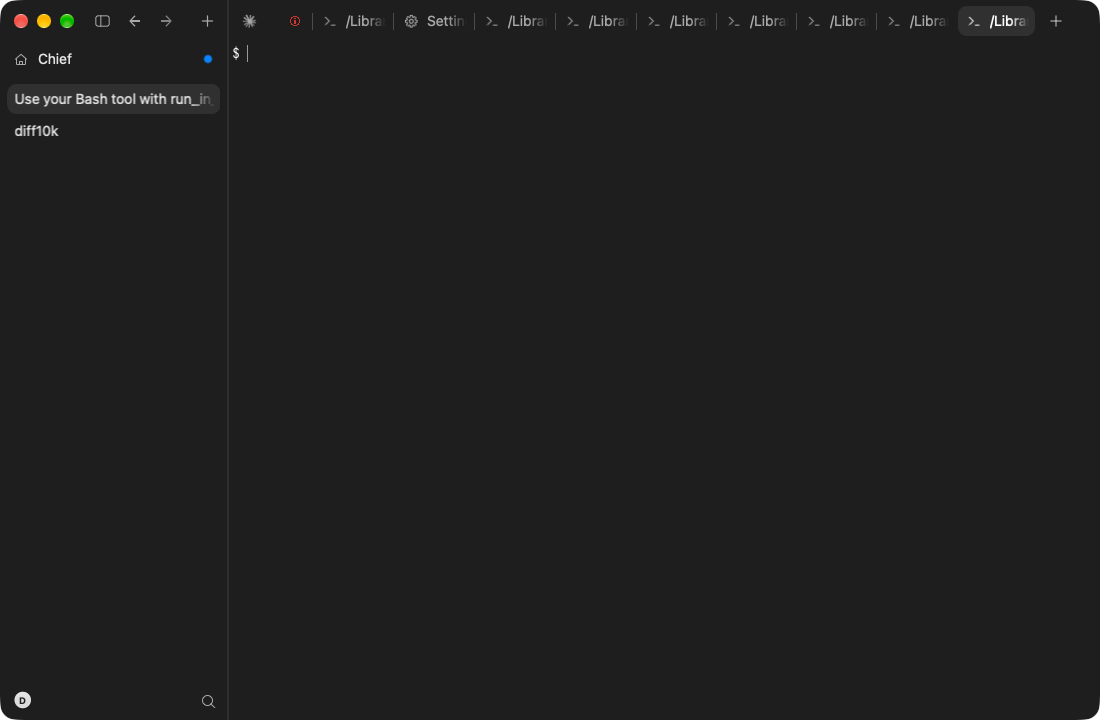 /Libra
Settin
/Libra
/Libra
/Libra
/Libra
/Libra
/Libra
/Libra
Chief
$
Use your Bash tool with run_in_
diff10k
D